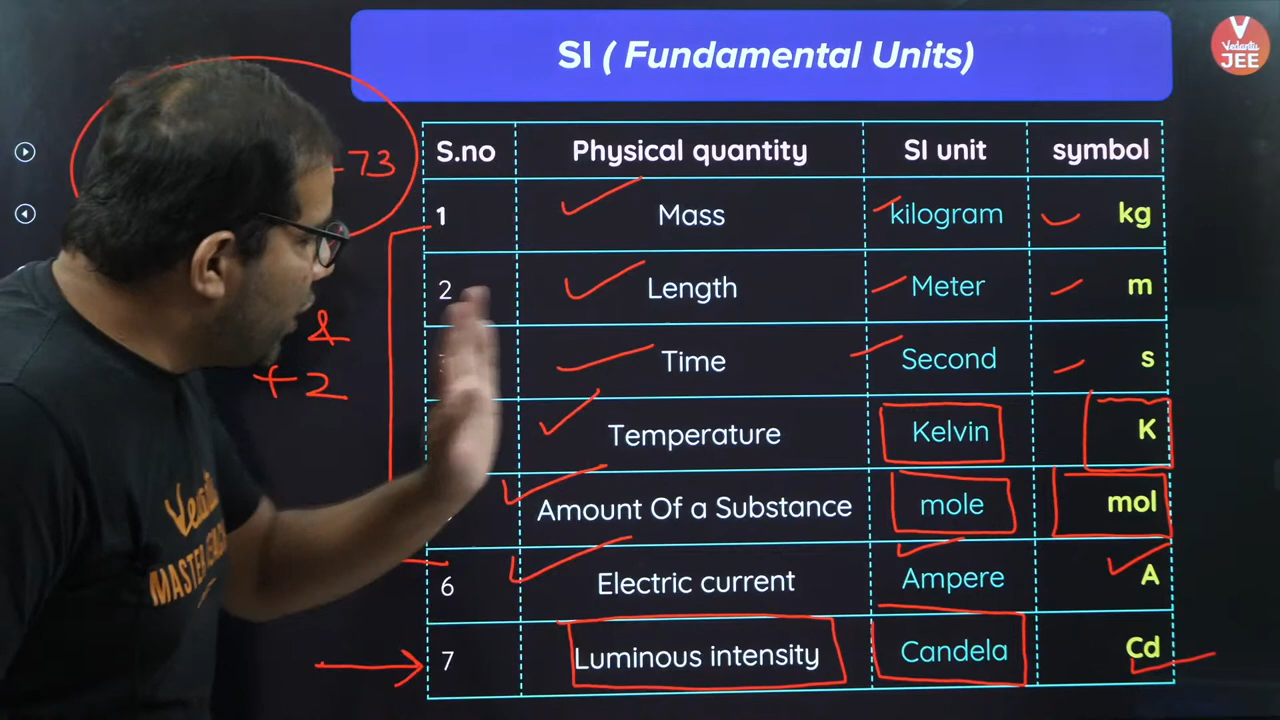 SI ( Fundamental Units)
Vedantu
JEE
S.no Physical quantity SI unit symbol
-73
1 Mass kilogram kg
2 Length Meter m
&
Time Second s
+2
Temperature Kelvin K
Amount Of a Substance mole mol
6 Electric current Ampere A
7 Luminous intensity Candela Cd
MASTER